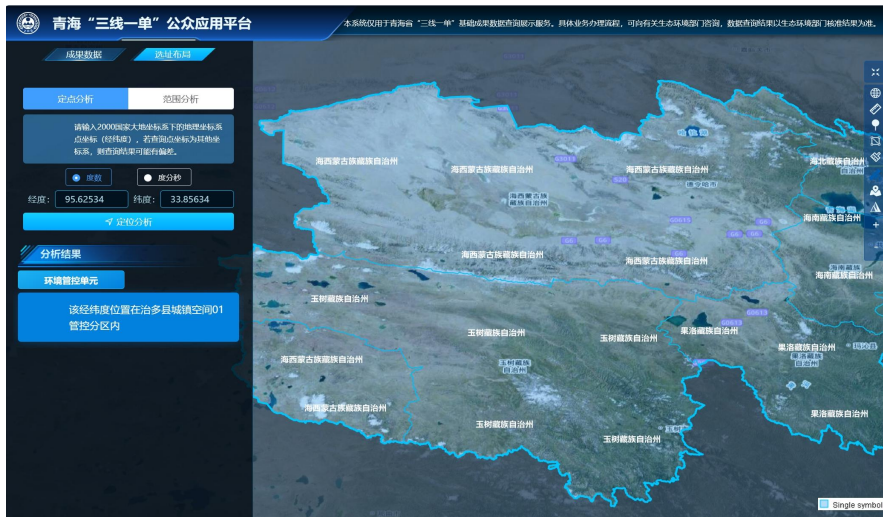 青海“三线一单”公众应用平台
本系统仅用于青海省“三线一单”基础成果数据查询展示服务。具体业务办理流程，可向有关生态环境部门咨询，数据查询结果以生态环境部门核准结果为准。
成果数据
选址布局
定点分析
范围分析
请输入2000国家大地坐标系下的地理坐标系
点坐标（经纬度），若查询点坐标为其他坐
标系，则查询结果可能有偏差。
度数
度分秒
经度：
95.62534
纬度：
33.85634
定位分析
分析结果
环境管控单元
该经纬度位置在治多县城镇空间01
管控分区内
海西蒙古族藏族自治州
海西蒙古族藏族自治州
海西蒙古族藏族自治州
海北藏族自治州
德令哈市
海西蒙古族
藏族自治州
海南藏族自治州
海西蒙古族藏族自治州
海西蒙古族藏族自治州
海南藏族
自治州
海南藏族自治州
玉树藏族自治州
玉树藏族自治州
玉树藏族自治州
果洛藏族自治州
果洛藏族自治州
玛沁县
果洛藏族
自治州
海西蒙古族藏族自治州
玉树藏族
自治州
海西蒙古族藏族自治州
玉树藏族自治州
玉树藏族自治州
果洛藏族自治州
Single symbol